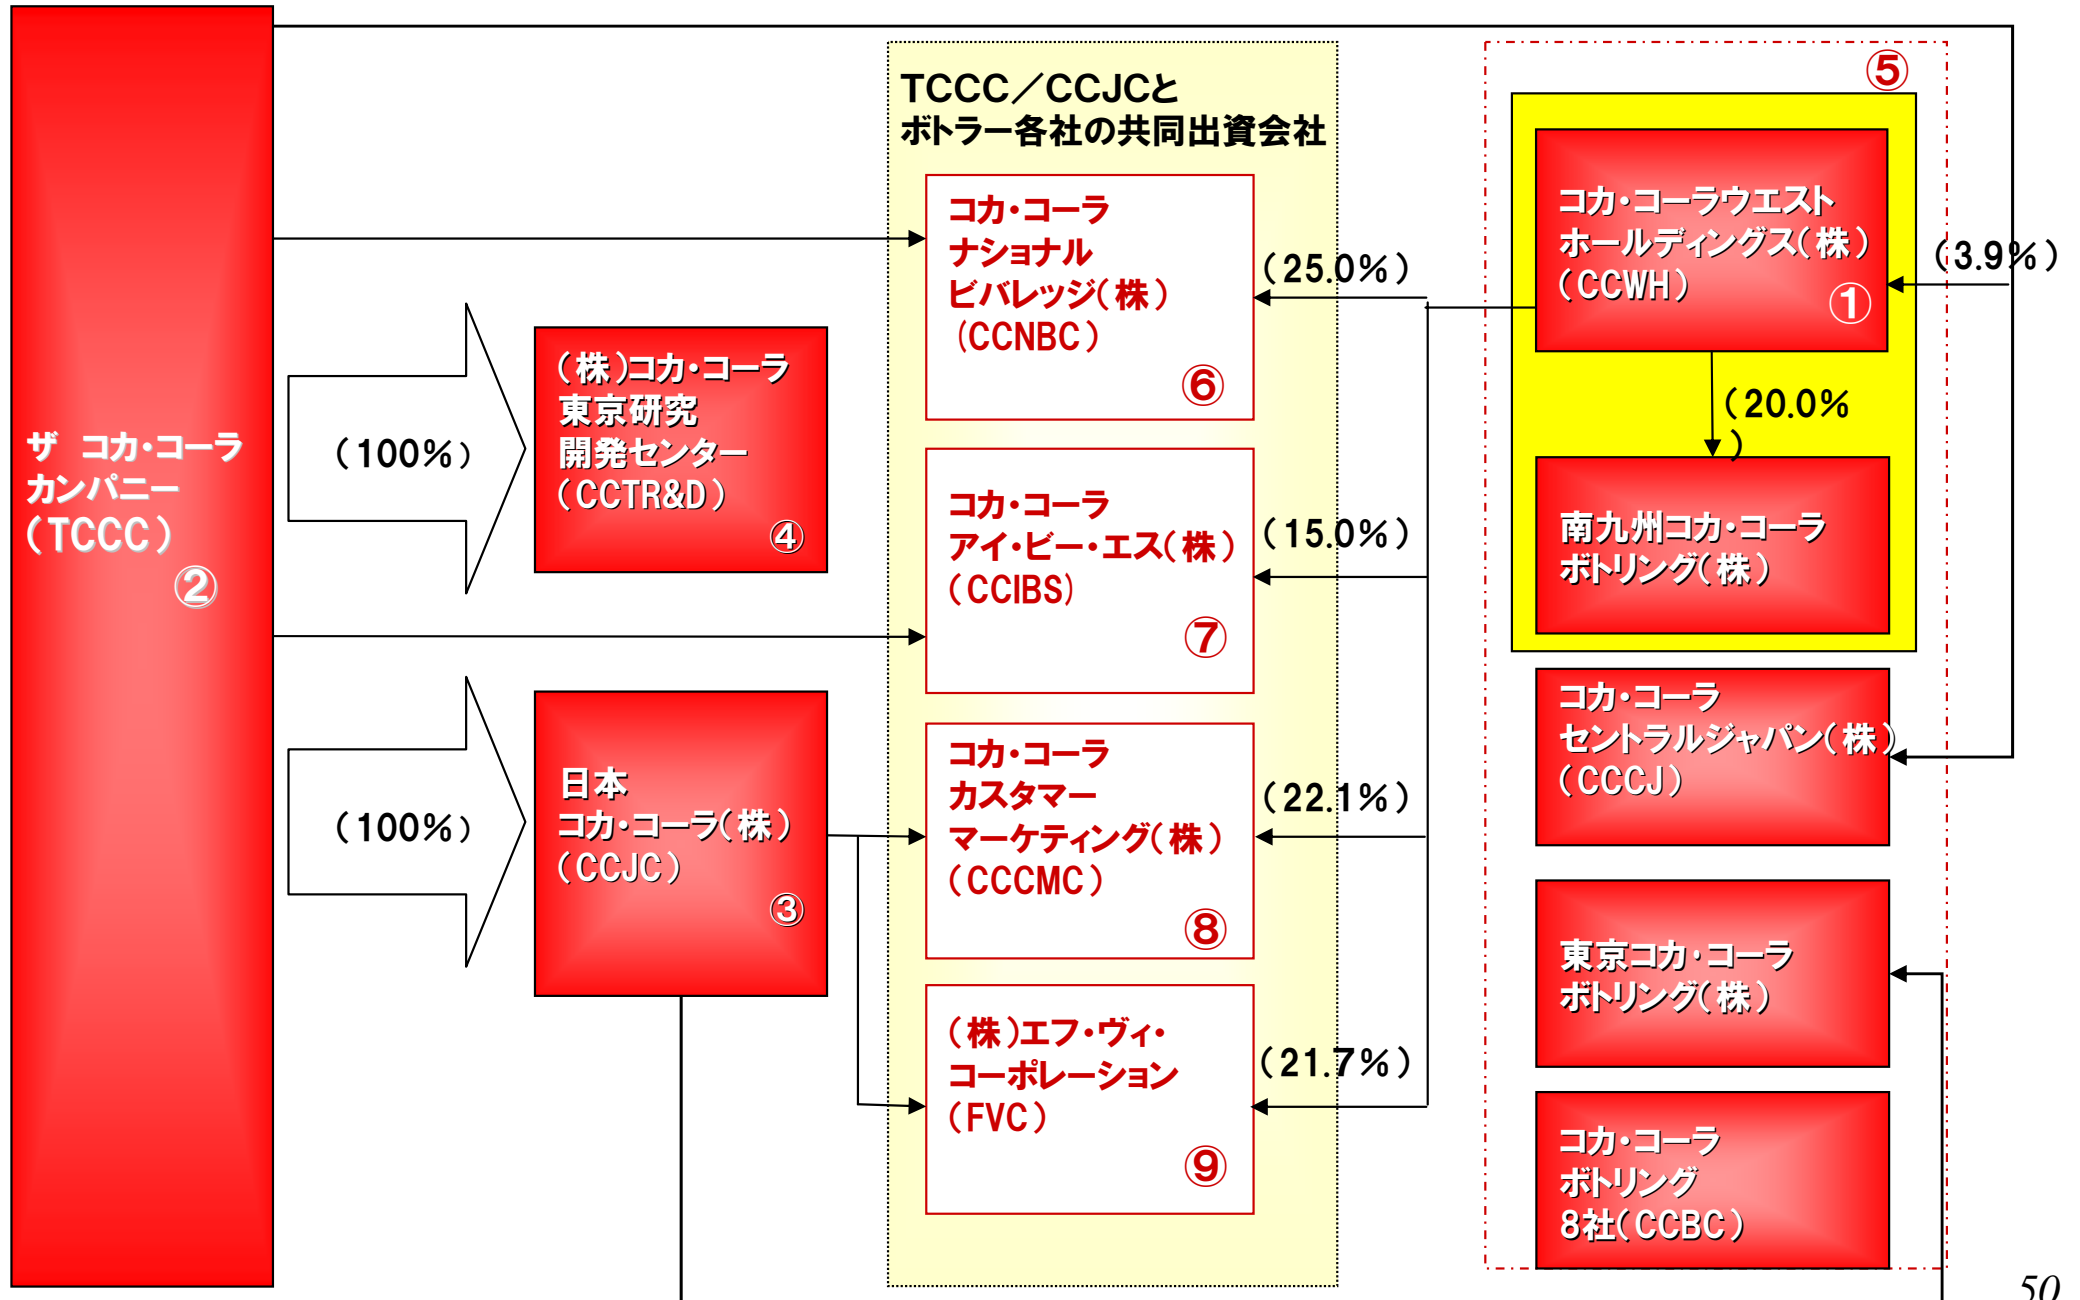 ザ コカ・コーラ
カンパニー
(TCCC)
②
(100%)
(100%)
(株)コカ・コーラ
東京研究
開発センター
(CCTR&D)
④
日本
コカ・コーラ(株)
(CCJC)
③
TCCC/CCJCと
ボトラー各社の共同出資会社
コカ・コーラ
ナショナル
ビバレッジ(株)
(CCNBC)
⑥
コカ・コーラ
アイ・ビー・エス(株)
(CCIBS)
⑦
コカ・コーラ
カスタマー
マーケティング(株)
(CCCMC)
⑧
(株)エフ・ヴィ・
コーポレーション
(FVC)
⑨
(25.0%)
(15.0%)
(22.1%)
(21.7%)
⑤
コカ・コーラウエスト
ホールディングス(株)
(CCWH)
①
(3.9%)
(20.0%
)
南九州コカ・コーラ
ボトリング(株)
コカ・コーラ
セントラルジャパン(株)
(CCCJ)
東京コカ・コーラ
ボトリング(株)
コカ・コーラ
ボトリング
8社(CCBC)
50